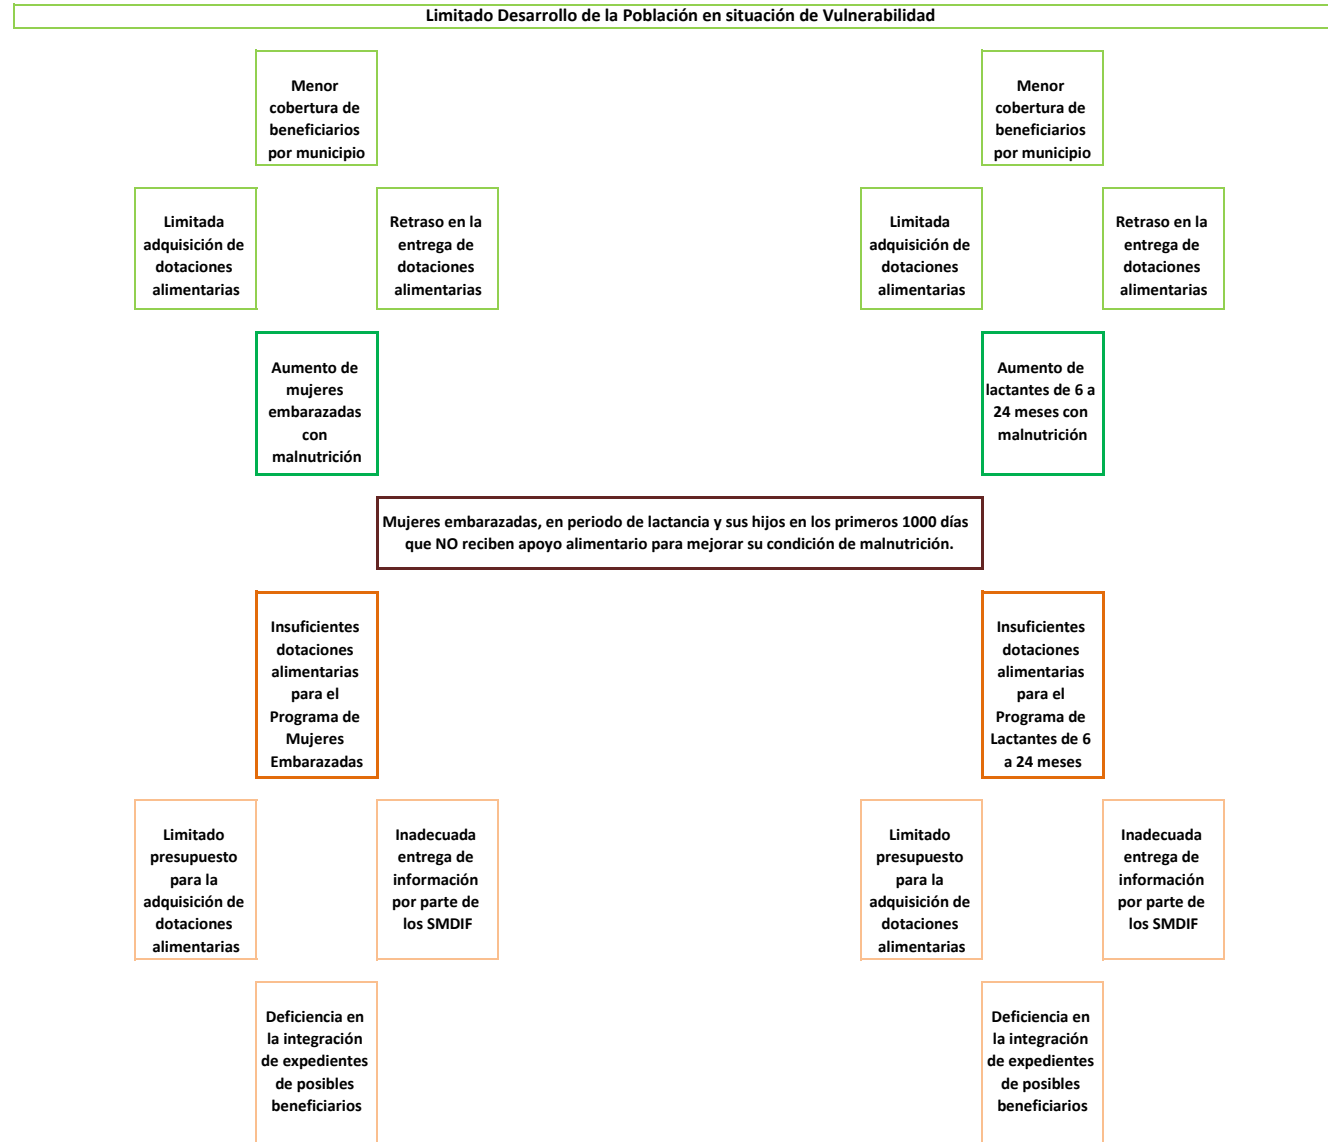 Limitado Desarrollo de la Población en situación de Vulnerabilidad
Menor
cobertura de
beneficiarios
por municipio
Menor
cobertura de
beneficiarios
por municipio
Limitada
adquisición de
dotaciones
alimentarias
Retraso en la
entrega de
dotaciones
alimentarias
Limitada
adquisición de
dotaciones
alimentarias
Retraso en la
entrega de
dotaciones
alimentarias
Aumento de
mujeres
embarazadas
con
malnutrición
Aumento de
lactantes de 6 a
24 meses con
malnutrición
Mujeres embarazadas, en periodo de lactancia y sus hijos en los primeros 1000 días
que NO reciben apoyo alimentario para mejorar su condición de malnutrición.
Insuficientes
dotaciones
alimentarias
para el
Programa de
Mujeres
Embarazadas
Insuficientes
dotaciones
alimentarias
para el
Programa de
Lactantes de 6
a 24 meses
Limitado
presupuesto
para la
adquisición de
dotaciones
alimentarias
Inadecuada
entrega de
información
por parte de
los SMDIF
Limitado
presupuesto
para la
adquisición de
dotaciones
alimentarias
Inadecuada
entrega de
información
por parte de
los SMDIF
Deficiencia en
la integración
de expedientes
de posibles
beneficiarios
Deficiencia en
la integración
de expedientes
de posibles
beneficiarios